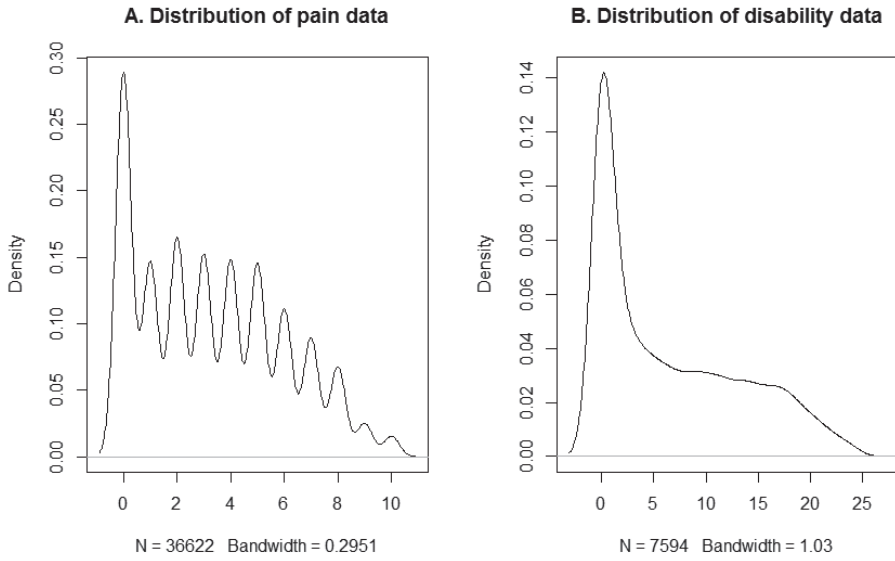 A. Distribution of pain data
Density
0.00 0.05 0.10 0.15 0.20 0.25 0.30
0 2 4 6 8 10
N = 36622 Bandwidth = 0.2951
B. Distribution of disability data
Density
0.00 0.02 0.04 0.06 0.08 0.10 0.12 0.14
0 5 10 15 20 25
N = 7594 Bandwidth = 1.03